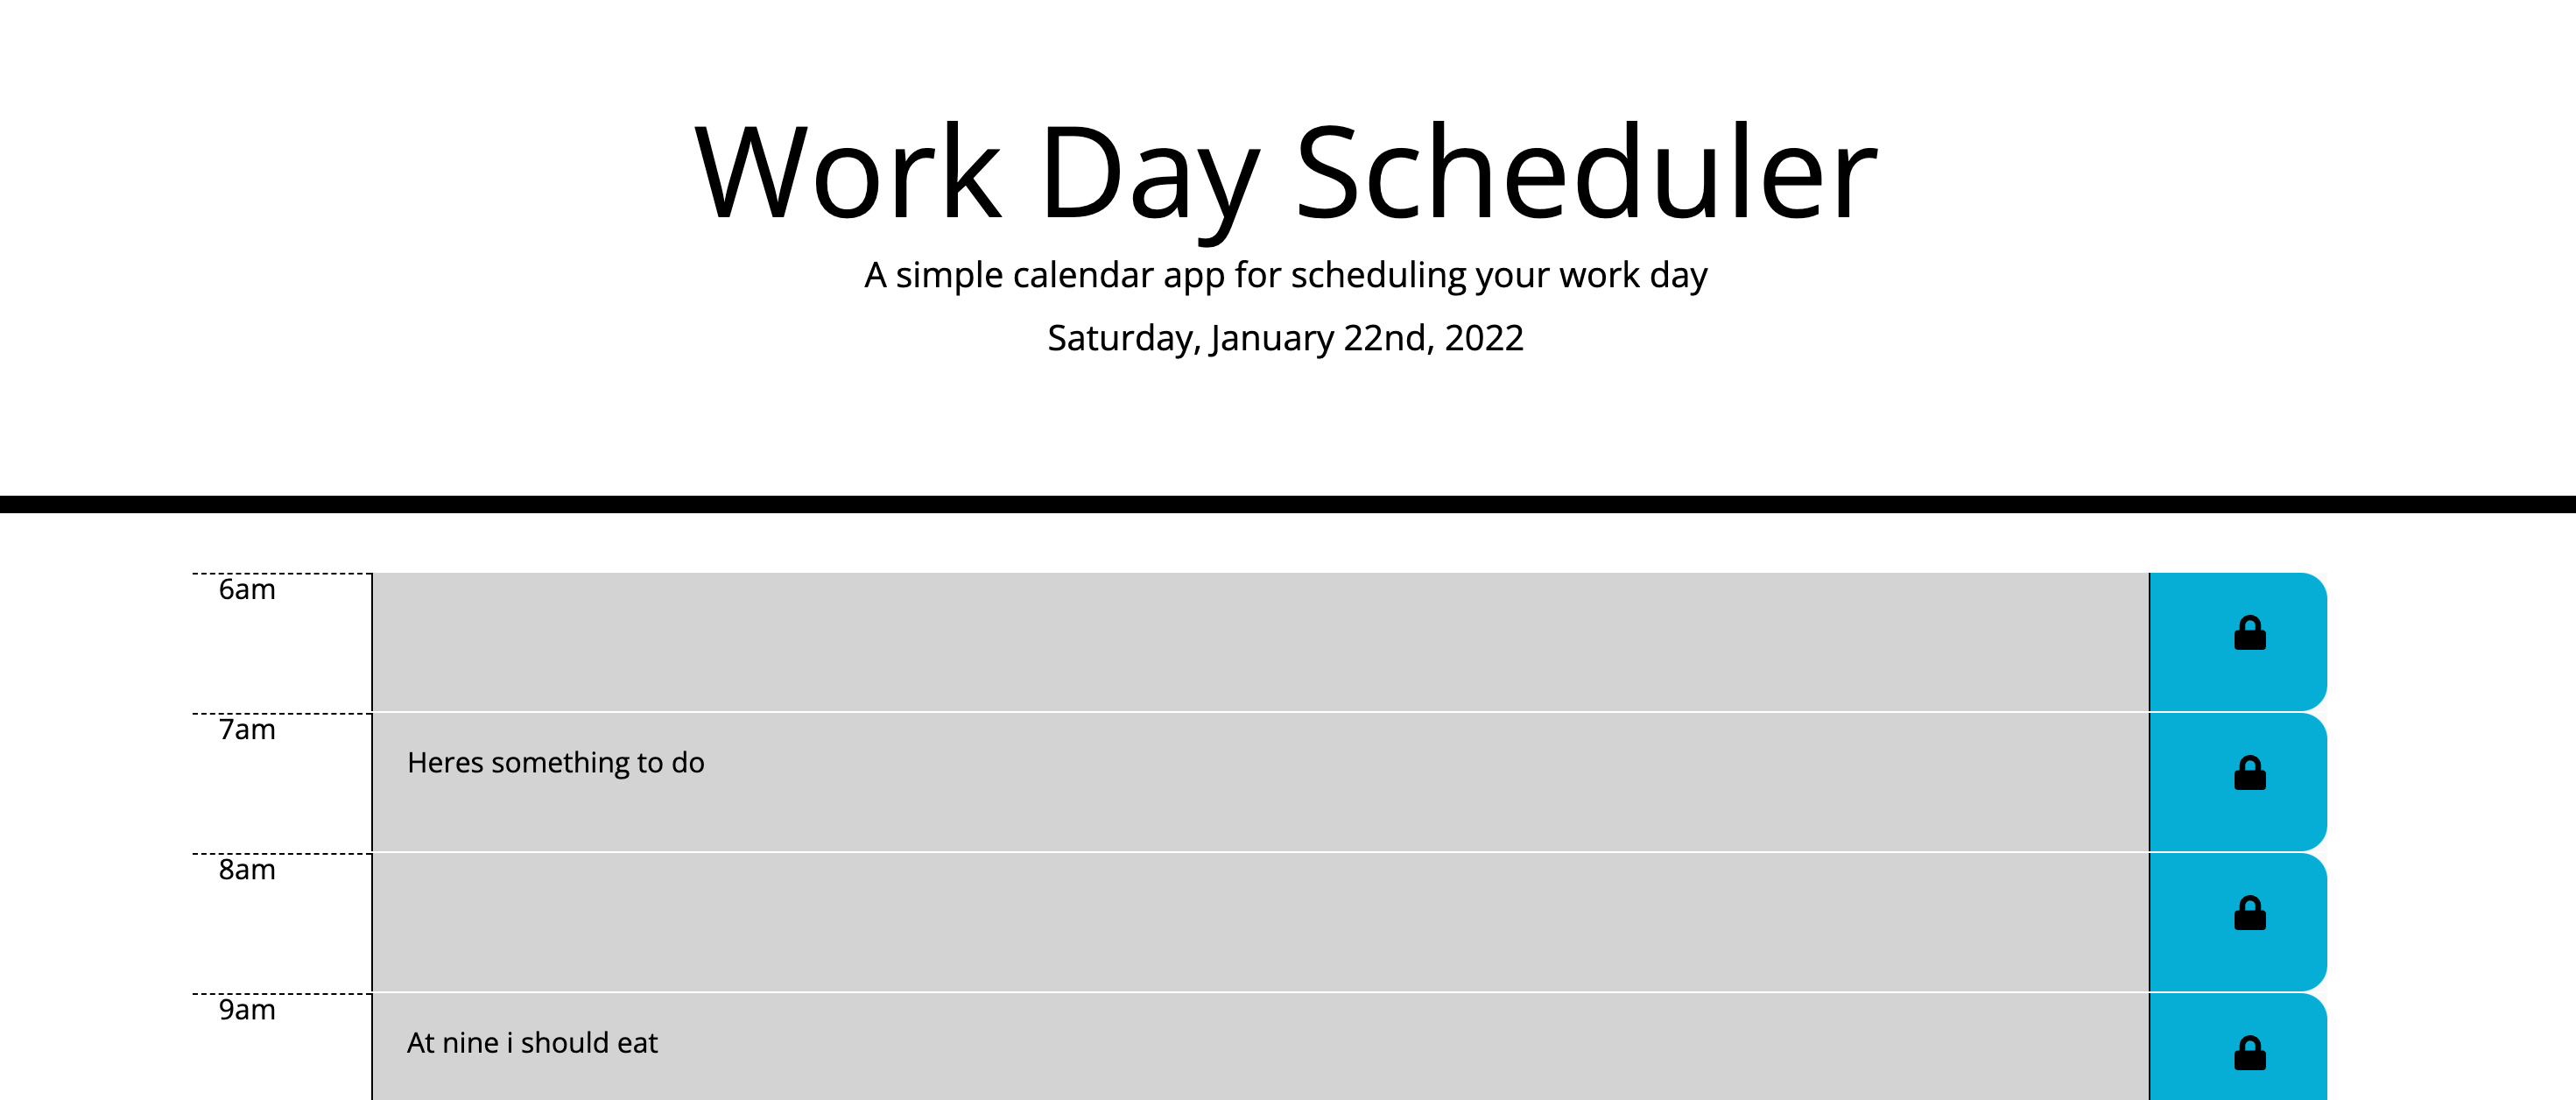 Work Day Scheduler
A simple calendar app for scheduling your work day
Saturday, January 22nd, 2022
6am
7am
Heres something to do
8am
9am
At nine i should eat